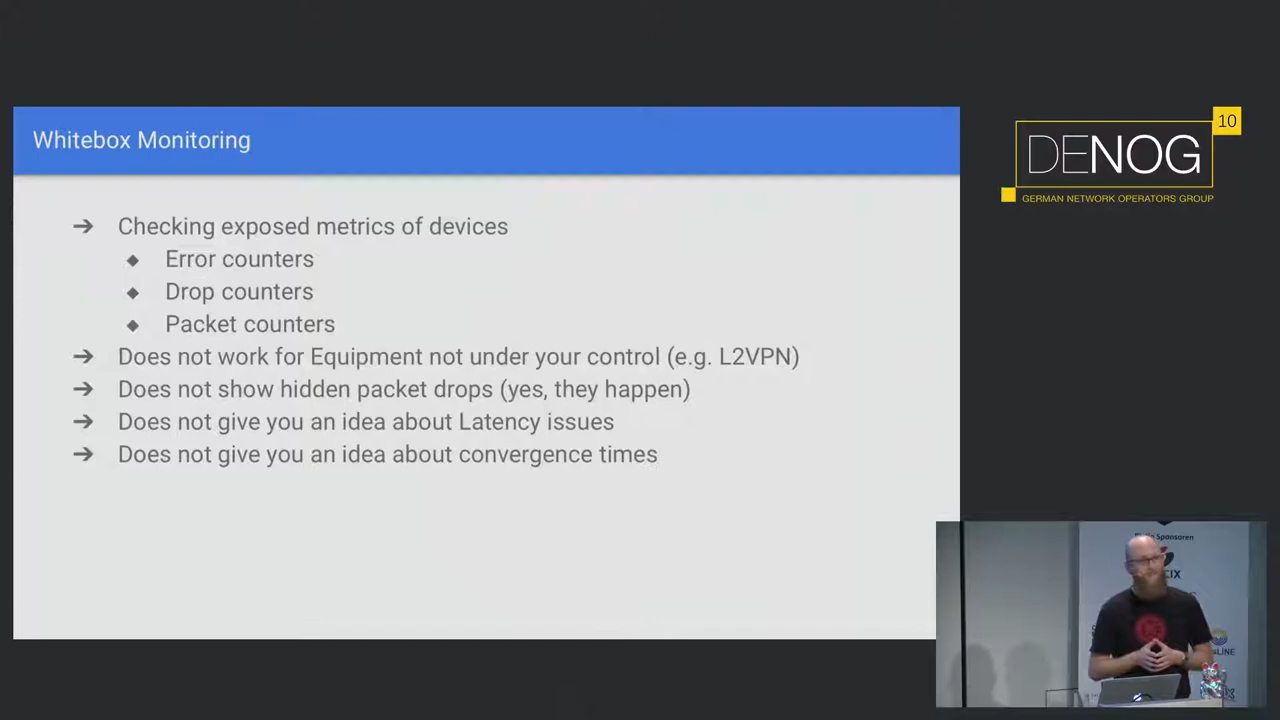 Whitebox Monitoring
➔ Checking exposed metrics of devices
◆ Error counters
◆ Drop counters
◆ Packet counters
➔ Does not work for Equipment not under your control (e.g. L2VPN)
➔ Does not show hidden packet drops (yes, they happen)
➔ Does not give you an idea about Latency issues
➔ Does not give you an idea about convergence times
10
DENOG
GERMAN NETWORK OPERATORS GROUP
Sponsoren